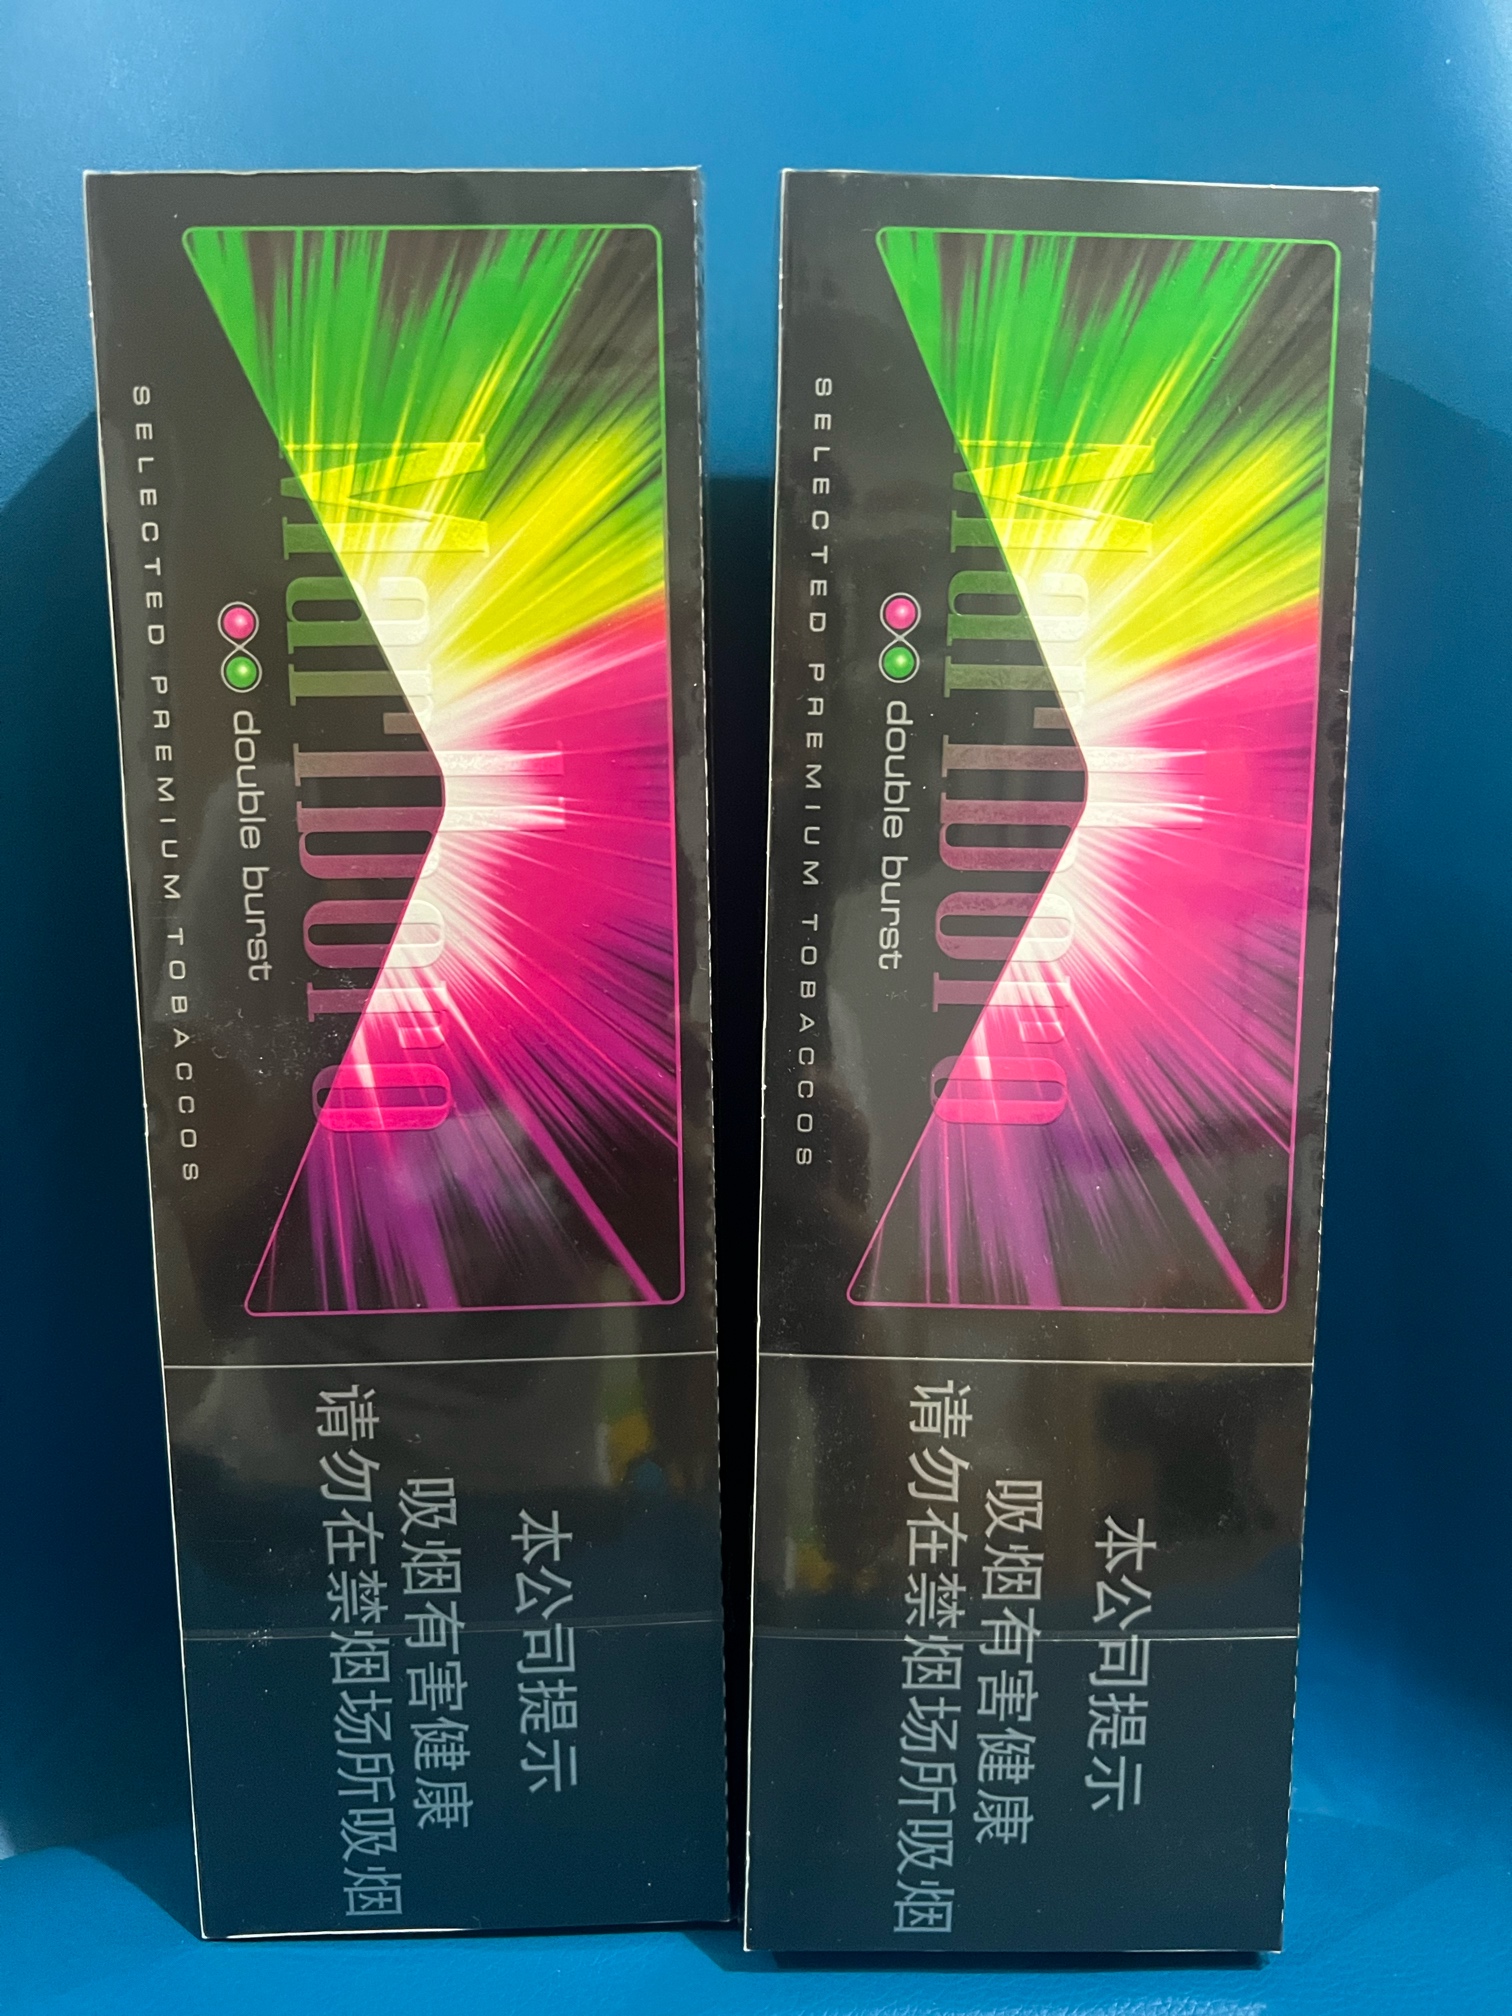 Marlboro
double burst
SELECTED PREMIUM TOBACCOS
本公司提示
吸烟有害健康
请勿在禁烟场所吸烟
Marlboro
double burst
SELECTED PREMIUM TOBACCOS
本公司提示
吸烟有害健康
请勿在禁烟场所吸烟